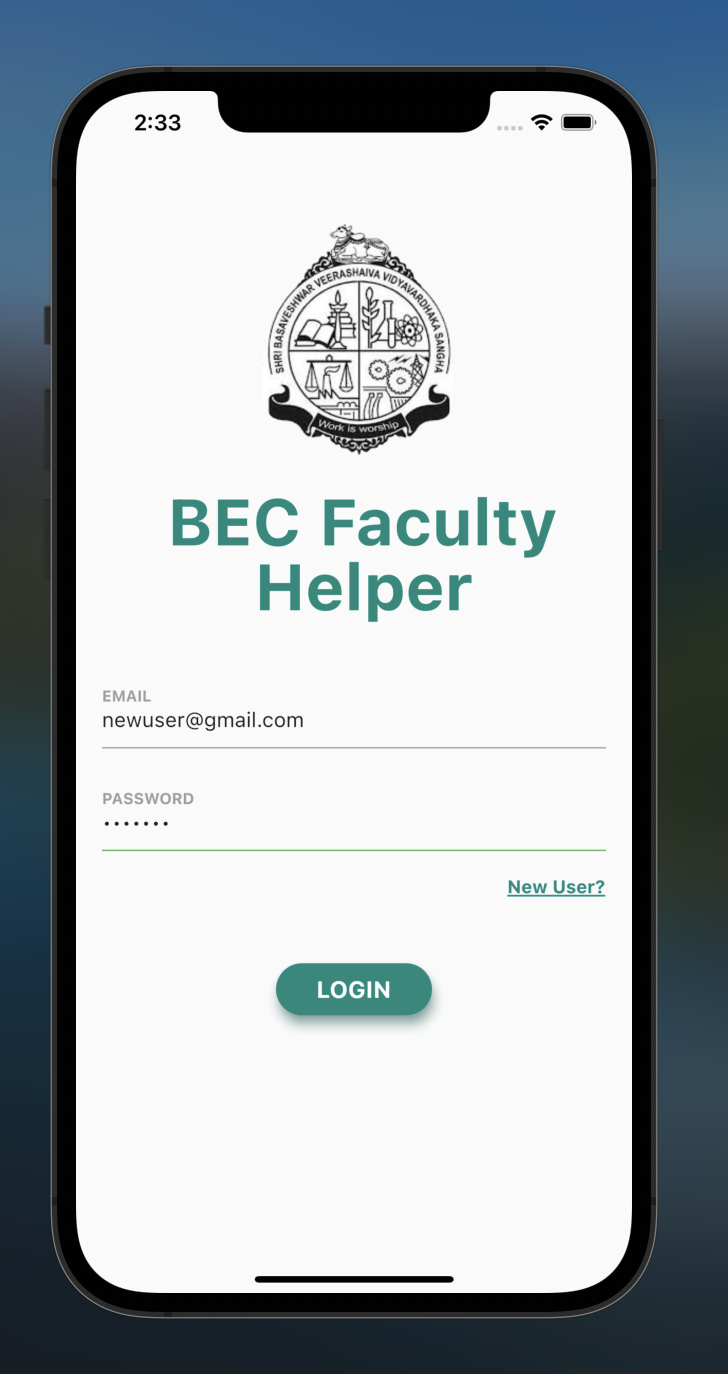 2:33
SHRI BASAVESHWAR VEERASHAIVA VIDYAVARDHAKA SANGHA
Work is worship
BEC Faculty
Helper
EMAIL
newuser@gmail.com
PASSWORD
•••••••
New User?
LOGIN